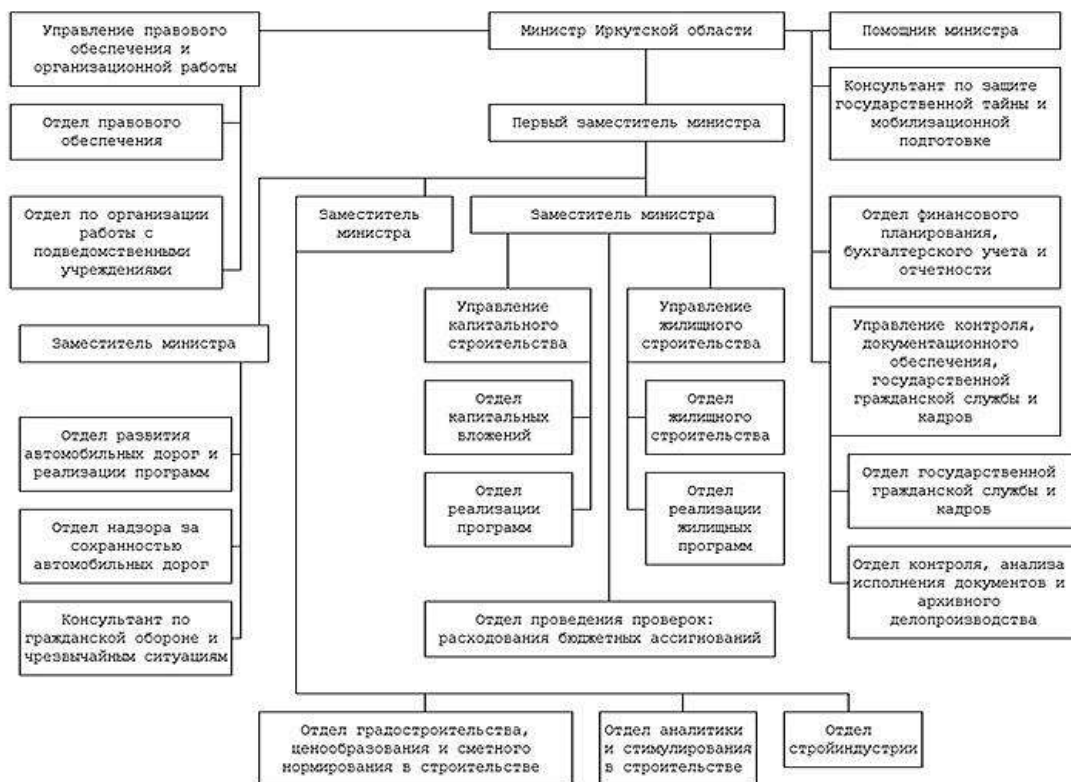 Управление правового
обеспечения и
организационной работы
Министр Иркутской области
Помощник министра
Отдел правового
обеспечения
Первый заместитель министра
Консультант по защите
государственной тайны и
мобилизационной
подготовке
Отдел по организации
работы с
подведомственными
учреждениями
Заместитель
министра
Заместитель министра
Отдел финансового
планирования,
бухгалтерского учета и
отчетности
Заместитель министра
Управление
капитального
строительства
Управление
жилищного
строительства
Управление контроля,
документационного
обеспечения,
государственной
гражданской службы и
кадров
Отдел развития
автомобильных дорог и
реализации программ
Отдел
капитальных
вложений
Отдел
жилищного
строительства
Отдел государственной
гражданской службы и
кадров
Отдел надзора за
сохранностью
автомобильных дорог
Отдел
реализации
программ
Отдел
реализации
жилищных
программ
Отдел контроля, анализа
исполнения документов и
архивного
делопроизводства
Консультант по
гражданской обороне и
чрезвычайным ситуациям
Отдел проведения проверок:
расходования бюджетных ассигнований
Отдел градостроительства,
ценообразования и сметного
нормирования в строительстве
Отдел аналитики
и стимулирования
в строительстве
Отдел
стройиндустрии